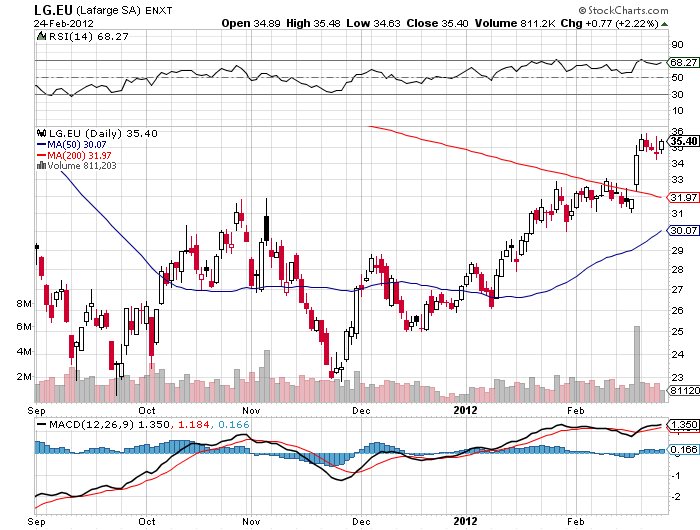 LG.EU (Lafarge SA) ENXT
© StockCharts.com
24-Feb-2012
Open 34.89 High 35.48 Low 34.63 Close 35.40 Volume 811.2K Chg +0.77 (+2.22%)
RSI(14) 68.27
90
68.27
50
30
10
LG.EU (Daily) 35.40
MA(50) 30.07
MA(200) 31.97
Volume 811,203
36
35.40
34
33
31.97
31
30.07
29
28
27
26
25
24
23
8M
6M
4M
2M
81120
Sep Oct Nov Dec 2012 Feb
MACD(12,26,9) 1.350, 1.184, 0.166
1.350
0.166
-1
-2
Sep Oct Nov Dec 2012 Feb